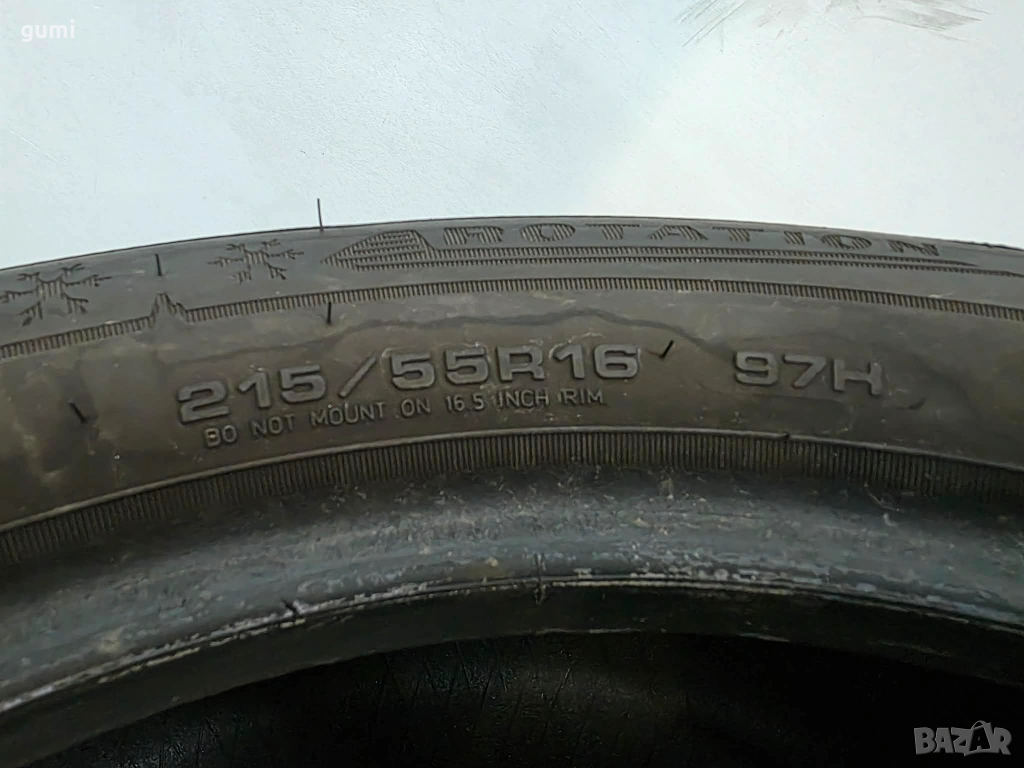 gumi
ROTATION
215/55R16 97H
DO NOT MOUNT ON 16.5 INCH RIM
BAZAR